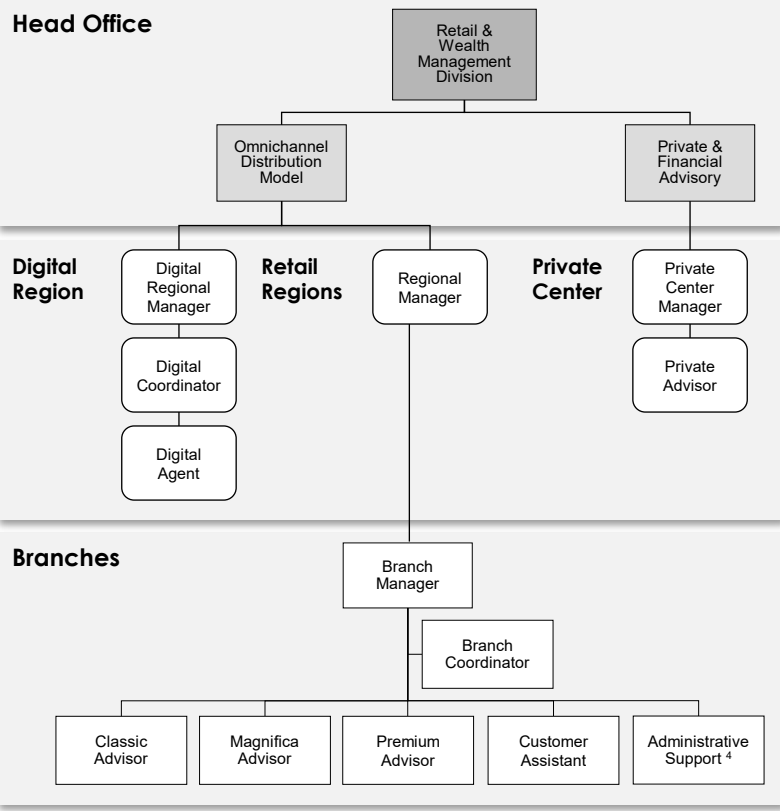 Head Office
Retail &
Wealth
Management
Division
Omnichannel
Distribution
Model
Private &
Financial
Advisory
Digital
Region
Digital
Regional
Manager
Retail
Regions
Regional
Manager
Private
Center
Private
Center
Manager
Digital
Coordinator
Private
Advisor
Digital
Agent
Branches
Branch
Manager
Branch
Coordinator
Classic
Advisor
Magnifica
Advisor
Premium
Advisor
Customer
Assistant
Administrative
Support 4